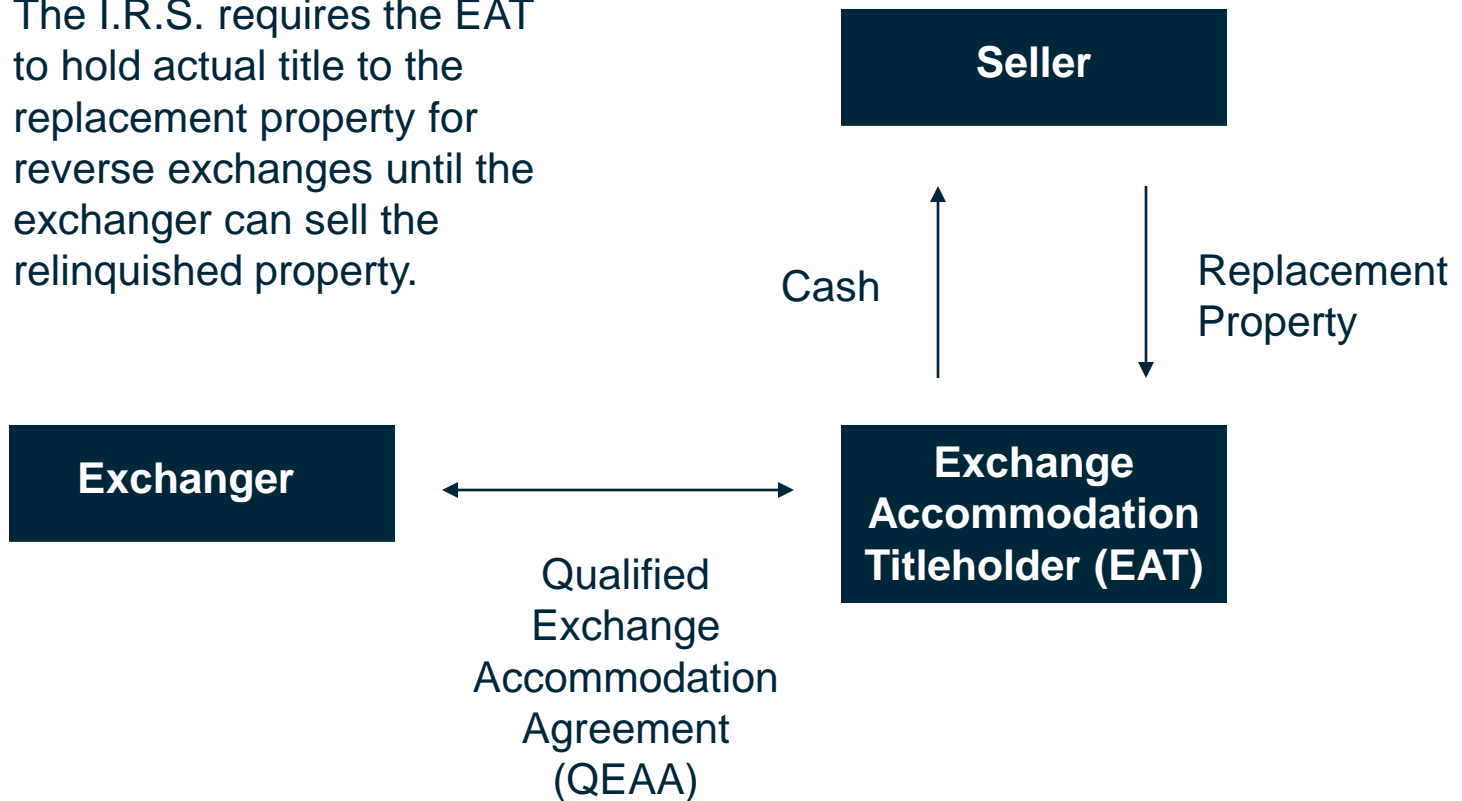 The I.R.S. requires the EAT
to hold actual title to the
replacement property for
reverse exchanges until the
exchanger can sell the
relinquished property.
Seller
Cash
Replacement
Property
Exchanger
Exchange
Accommodation
Titleholder (EAT)
Qualified
Exchange
Accommodation
Agreement
(QEAA)